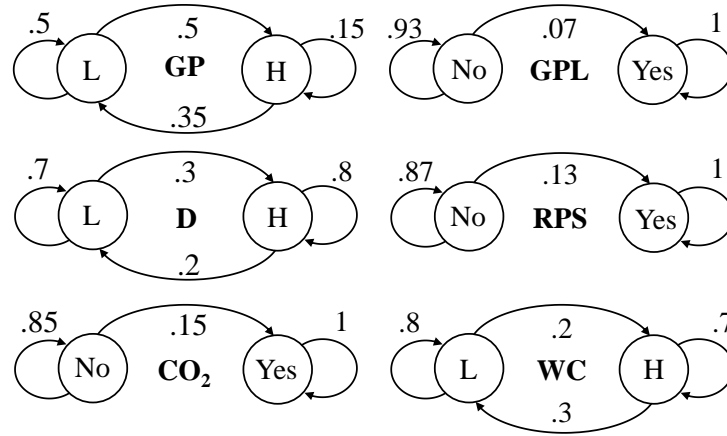 .5 .5 .15
L GP H
.35
.93 .07 1
No GPL Yes
.7 .3 .8
L D H
.2
.87 .13 1
No RPS Yes
.85 .15 1
No CO₂ Yes
.8 .2 .7
L WC H
.3